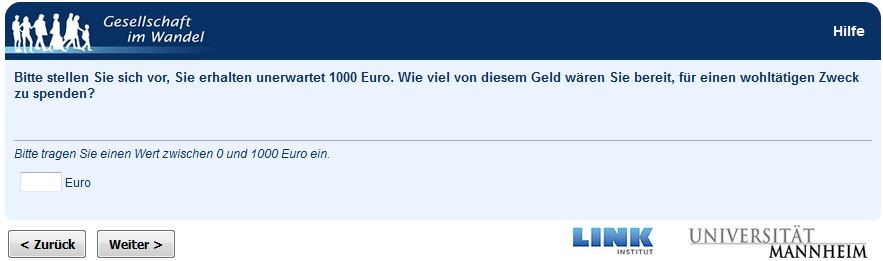 Gesellschaft
im Wandel
Hilfe
Bitte stellen Sie sich vor, Sie erhalten unerwartet 1000 Euro. Wie viel von diesem Geld wären Sie bereit, für einen wohltätigen Zweck
zu spenden?
Bitte tragen Sie einen Wert zwischen 0 und 1000 Euro ein.
Euro
< Zurück
Weiter >
LINK
INSTITUT
UNIVERSITÄT
MANNHEIM